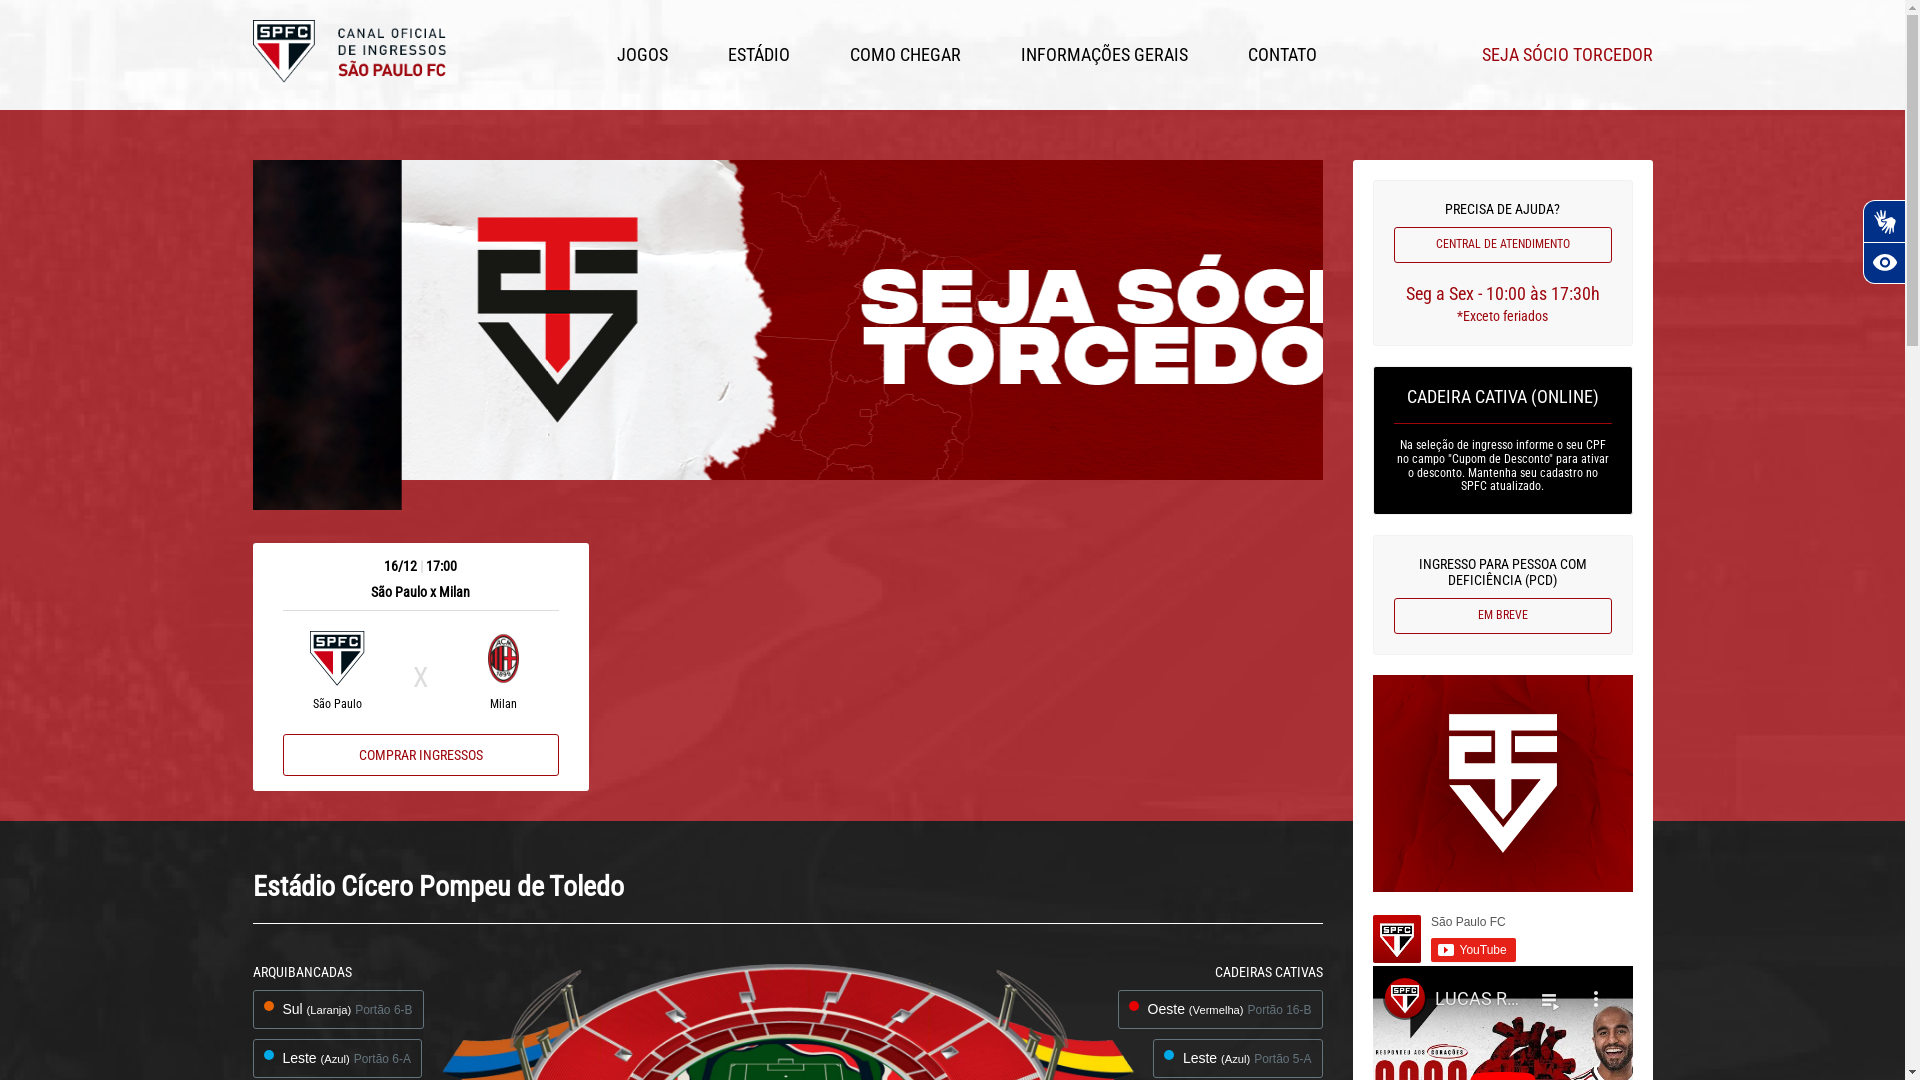 SPFC
CANAL OFICIAL
DE INGRESSOS
SÃO PAULO FC
JOGOS
ESTÁDIO
COMO CHEGAR
INFORMAÇÕES GERAIS
CONTATO
SEJA SÓCIO TORCEDOR
SEJA SÓCI
TORCEDO
PRECISA DE AJUDA?
CENTRAL DE ATENDIMENTO
Seg a Sex - 10:00 às 17:30h
*Exceto feriados
CADEIRA CATIVA (ONLINE)
Na seleção de ingresso informe o seu CPF
no campo "Cupom de Desconto" para ativar
o desconto. Mantenha seu cadastro no
SPFC atualizado.
INGRESSO PARA PESSOA COM
DEFICIÊNCIA (PCD)
EM BREVE
16/12 | 17:00
São Paulo x Milan
SPFC
X
São Paulo
Milan
COMPRAR INGRESSOS
Estádio Cícero Pompeu de Toledo
ARQUIBANCADAS
Sul (Laranja) Portão 6-B
Leste (Azul) Portão 6-A
CADEIRAS CATIVAS
Oeste (Vermelha) Portão 16-B
Leste (Azul) Portão 5-A
SPFC
São Paulo FC
YouTube
SPFC
LUCAS R...
RESPONDEU AOS CORAÇÕES